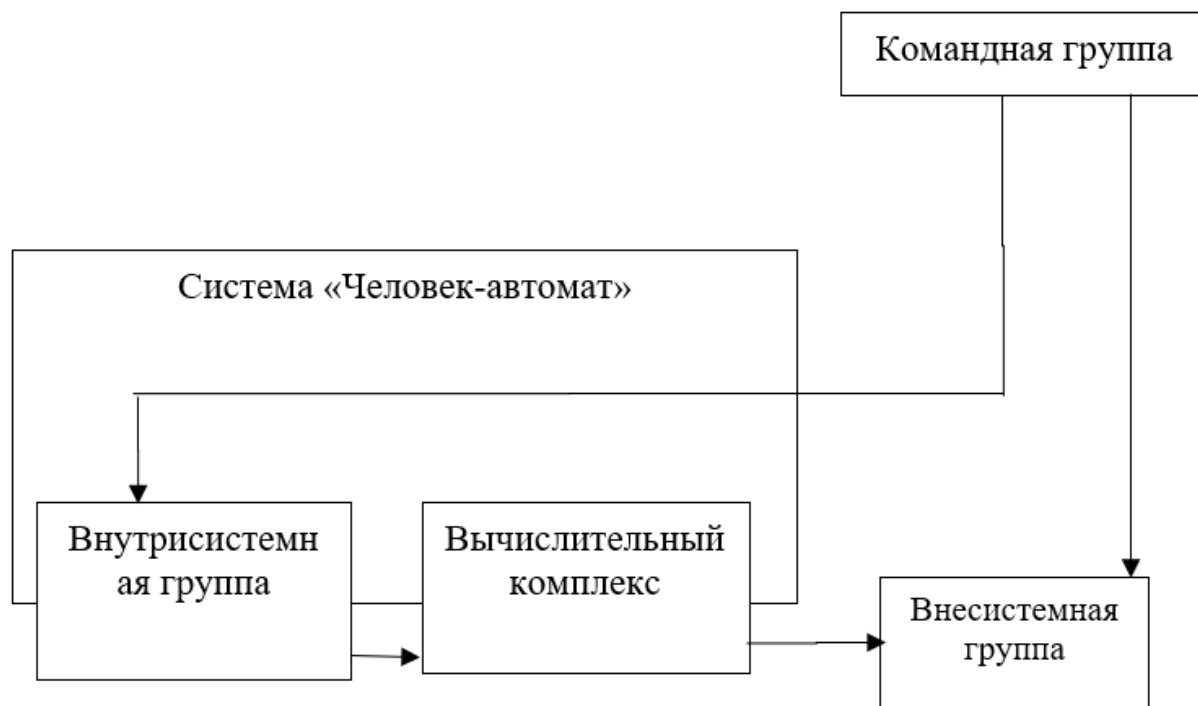 Командная группа
Система «Человек-автомат»
Внутрисистемн
ая группа
Вычислительный
комплекс
Внесистемная
группа